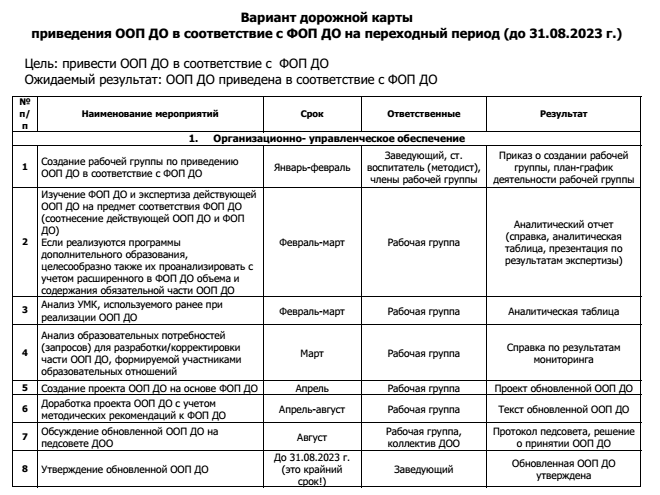 Вариант дорожной карты
приведения ООП ДО в соответствие с ФОП ДО на переходный период (до 31.08.2023 г.)
Цель: привести ООП ДО в соответствие с ФОП ДО
Ожидаемый результат: ООП ДО приведена в соответствие с ФОП ДО
№
п/
п
Наименование мероприятий
Срок
Ответственные
Результат
1. Организационно- управленческое обеспечение
1
Создание рабочей группы по приведению
ООП ДО в соответствие с ФОП ДО
Январь-февраль
Заведующий, ст.
воспитатель (методист),
члены рабочей группы
Приказ о создании рабочей
группы, план-график
деятельности рабочей группы
2
Изучение ФОП ДО и экспертиза действующей
ООП ДО на предмет соответствия ФОП ДО
(соотнесение действующей ООП ДО и ФОП
ДО)
Если реализуются программы
дополнительного образования,
целесообразно также их проанализировать с
учетом расширенного в ФОП ДО объема и
содержания обязательной части ООП ДО
Февраль-март
Рабочая группа
Аналитический отчет
(справка, аналитическая
таблица, презентация по
результатам экспертизы)
3
Анализ УМК, используемого ранее при
реализации ООП ДО
Февраль-март
Рабочая группа
Аналитическая таблица
4
Анализ образовательных потребностей
(запросов) для разработки/корректировки
части ООП ДО, формируемой участниками
образовательных отношений
Март
Рабочая группа
Справка по результатам
мониторинга
5
Создание проекта ООП ДО на основе ФОП ДО
Апрель
Рабочая группа
Проект обновленной ООП ДО
6
Доработка проекта ООП ДО с учетом
методических рекомендаций к ФОП ДО
Апрель-август
Рабочая группа
Текст обновленной ООП ДО
7
Обсуждение обновленной ООП ДО на
педсовете ДОО
Август
Рабочая группа,
коллектив ДОО
Протокол педсовета, решение
о принятии ООП ДО
8
Утверждение обновленной ООП ДО
До 31.08.2023 г.
(это крайний
срок!)
Заведующий
Обновленная ООП ДО
утверждена